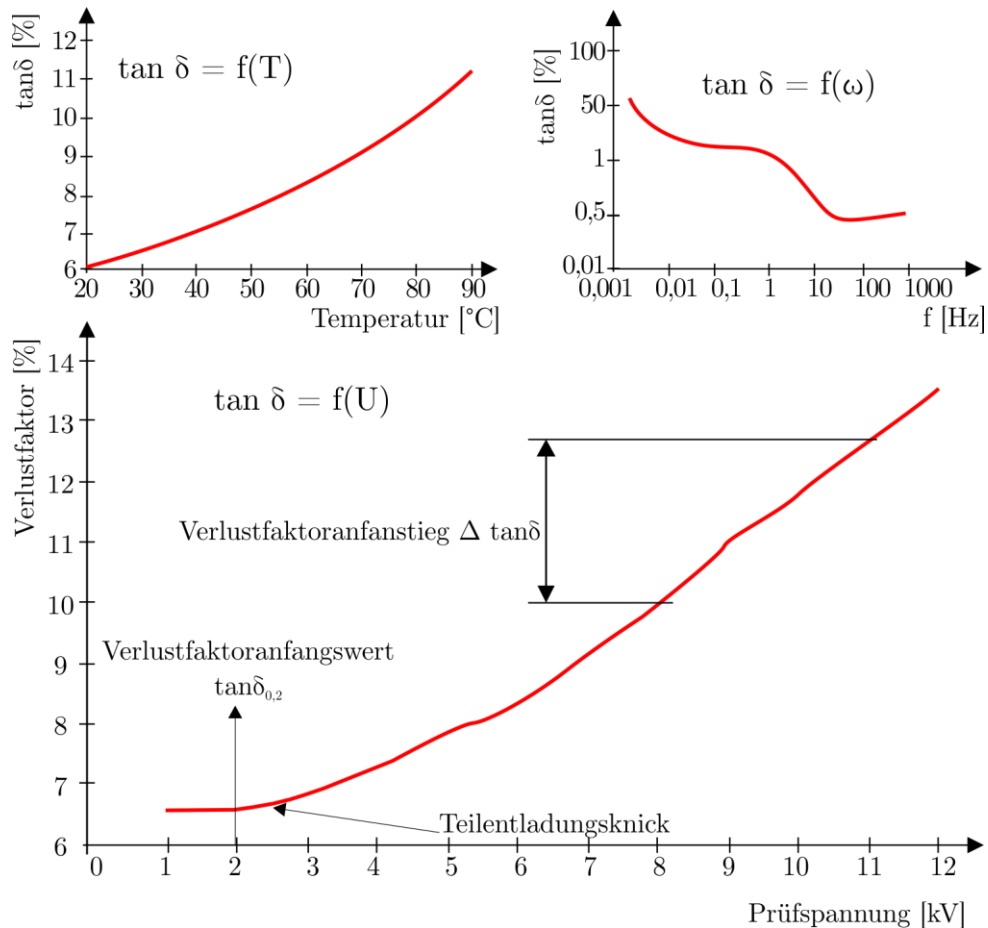 tanδ [%]
12
11
10
9
8
7
6
tan δ = f(T)
20 30 40 50 60 70 80 90
Temperatur [°C]
tanδ [%]
100
50
1
0,5
0,01
tan δ = f(ω)
0,001 0,01 0,1 1 10 100 1000
f [Hz]
Verlustfaktor [%]
14
13
12
11
10
9
8
7
6
tan δ = f(U)
Verlustfaktoranfanstieg Δ tanδ
Verlustfaktoranfangswert
tanδ0,2
Teilentladungsknick
0 1 2 3 4 5 6 7 8 9 10 11 12
Prüfspannung [kV]